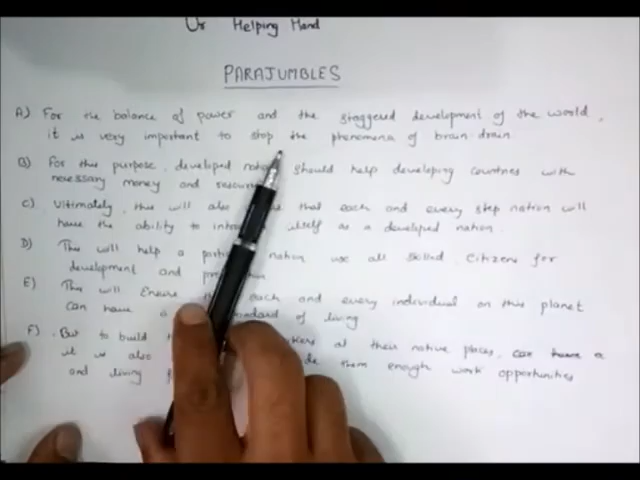 Ur Helping Hand
PARAJUMBLES
A) For the balance of power and the staggered development of the world,
it is very important to stop the phenomena of brain drain
B) For this purpose, developed should help developing countries with
necessary money and
C) Ultimately, this will also that each and every step nation will
have the ability to itself as a developed nation.
D) This will help a nation use all skilled citizens for
development and
E) This will Ensure each and every individual on this planet
can have a of living
F) But to build at their native places,
it is also them enough work opportunities
and living